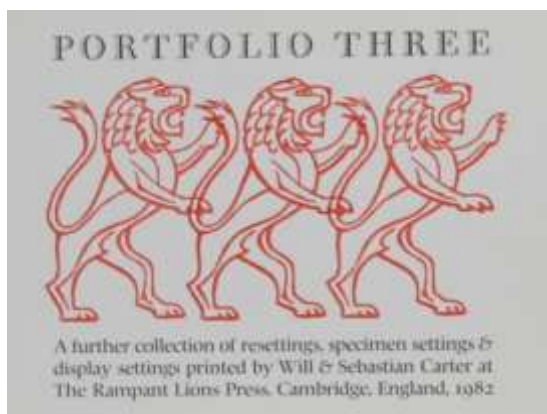 PORTFOLIO THREE
A further collection of resettings, specimen settings &
display settings printed by Will & Sebastian Carter at
The Rampant Lions Press, Cambridge, England, 1982